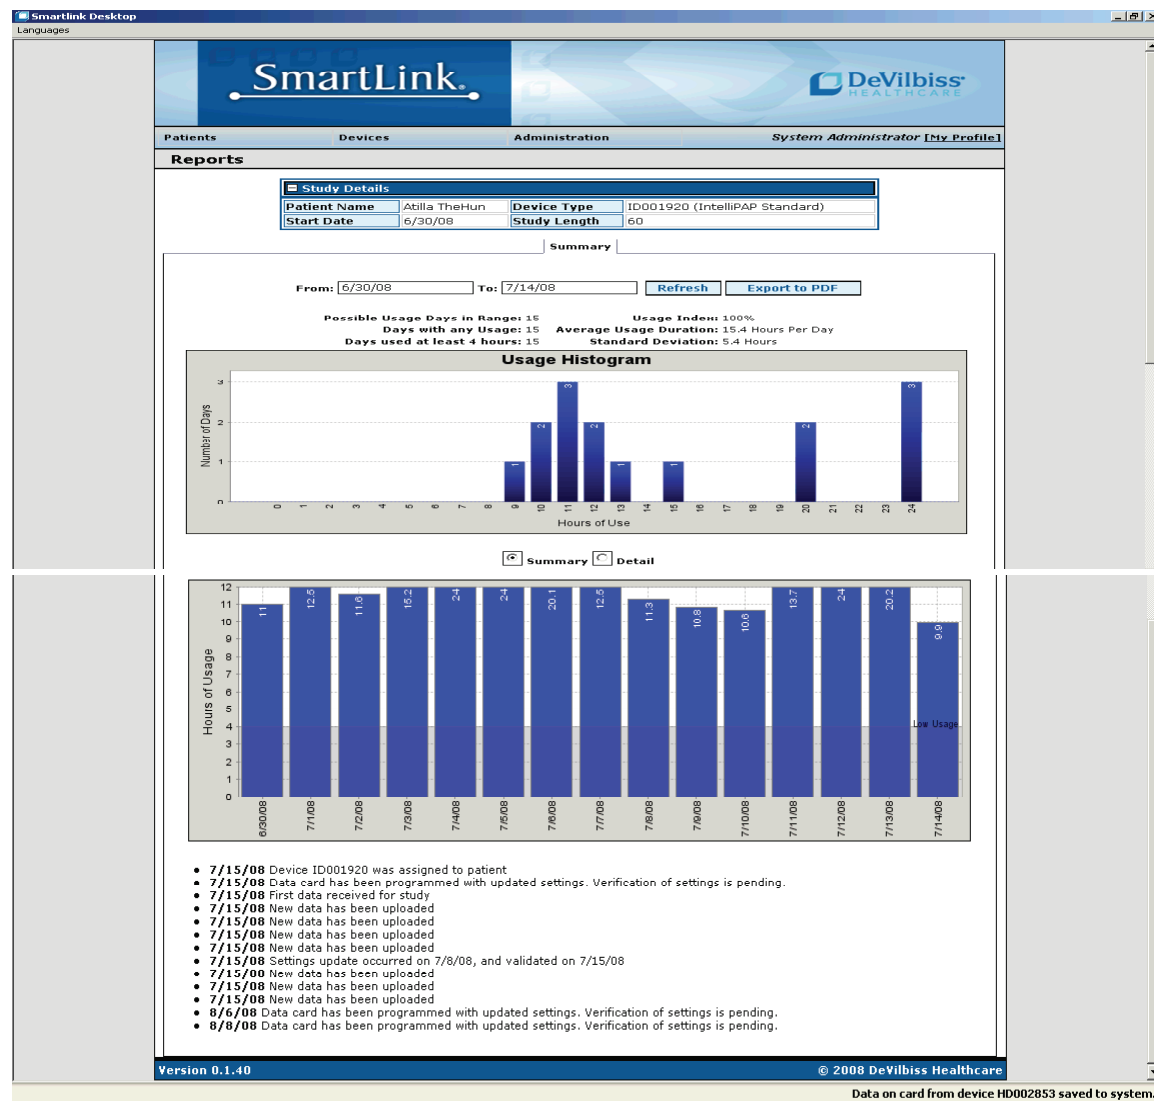 Smartlink Desktop
Languages
SmartLink.
DeVilbiss
HEALTHCARE
Patients Devices Administration System Administrator [My Profile]
Reports
Study Details
Patient Name Atilla TheHun Device Type ID001920 (IntelliPAP Standard)
Start Date 6/30/08 Study Length 60
Summary
From: 6/30/08 To: 7/14/08 Refresh Export to PDF
Possible Usage Days in Range: 15 Usage Index: 100%
Days with any Usage: 15 Average Usage Duration: 15.4 Hours Per Day
Days used at least 4 hours: 15 Standard Deviation: 5.4 Hours
Usage Histogram
Number of Days
3
2
1
0
1 2 3 2 1 1 2 3
0 1 2 3 4 5 6 7 8 9 10 11 12 13 14 15 16 17 18 19 20 21 22 23 24
Hours of Use
Summary Detail
Hours of Usage
12
11
10
9
8
7
6
5
4
3
2
1
0
11 12.5 11.6 15.2 24 24 20.1 12.5 11.3 10.8 10.6 13.7 24 20.2 9.9
Low Usage
6/30/08 7/1/08 7/2/08 7/3/08 7/4/08 7/5/08 7/6/08 7/7/08 7/8/08 7/9/08 7/10/08 7/11/08 7/12/08 7/13/08 7/14/08
• 7/15/08 Device ID001920 was assigned to patient
• 7/15/08 Data card has been programmed with updated settings. Verification of settings is pending.
• 7/15/08 First data received for study
• 7/15/08 New data has been uploaded
• 7/15/08 New data has been uploaded
• 7/15/08 New data has been uploaded
• 7/15/08 New data has been uploaded
• 7/15/08 Settings update occurred on 7/8/08, and validated on 7/15/08
• 7/15/08 New data has been uploaded
• 7/15/08 New data has been uploaded
• 7/15/08 New data has been uploaded
• 8/6/08 Data card has been programmed with updated settings. Verification of settings is pending.
• 8/8/08 Data card has been programmed with updated settings. Verification of settings is pending.
Version 0.1.40 © 2008 DeVilbiss Healthcare
Data on card from device HD002853 saved to system.